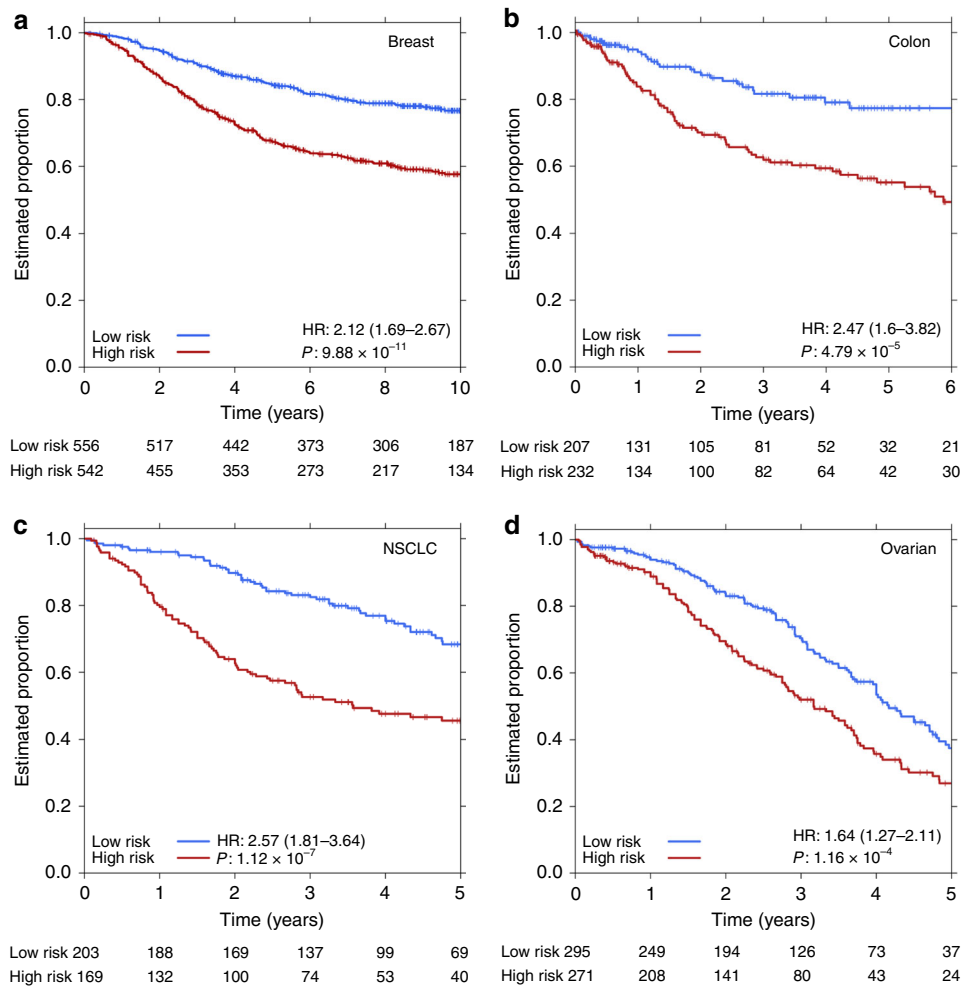 a
Breast
Estimated proportion
1.0
0.8
0.6
0.4
0.2
0.0
Low risk
High risk
HR: 2.12 (1.69–2.67)
P: 9.88 × 10⁻¹¹
0 2 4 6 8 10
Time (years)
Low risk 556 517 442 373 306 187
High risk 542 455 353 273 217 134
b
Colon
Estimated proportion
1.0
0.8
0.6
0.4
0.2
0.0
Low risk
High risk
HR: 2.47 (1.6–3.82)
P: 4.79 × 10⁻⁵
0 1 2 3 4 5 6
Time (years)
Low risk 207 131 105 81 52 32 21
High risk 232 134 100 82 64 42 30
c
NSCLC
Estimated proportion
1.0
0.8
0.6
0.4
0.2
0.0
Low risk
High risk
HR: 2.57 (1.81–3.64)
P: 1.12 × 10⁻⁷
0 1 2 3 4 5
Time (years)
Low risk 203 188 169 137 99 69
High risk 169 132 100 74 53 40
d
Ovarian
Estimated proportion
1.0
0.8
0.6
0.4
0.2
0.0
Low risk
High risk
HR: 1.64 (1.27–2.11)
P: 1.16 × 10⁻⁴
0 1 2 3 4 5
Time (years)
Low risk 295 249 194 126 73 37
High risk 271 208 141 80 43 24